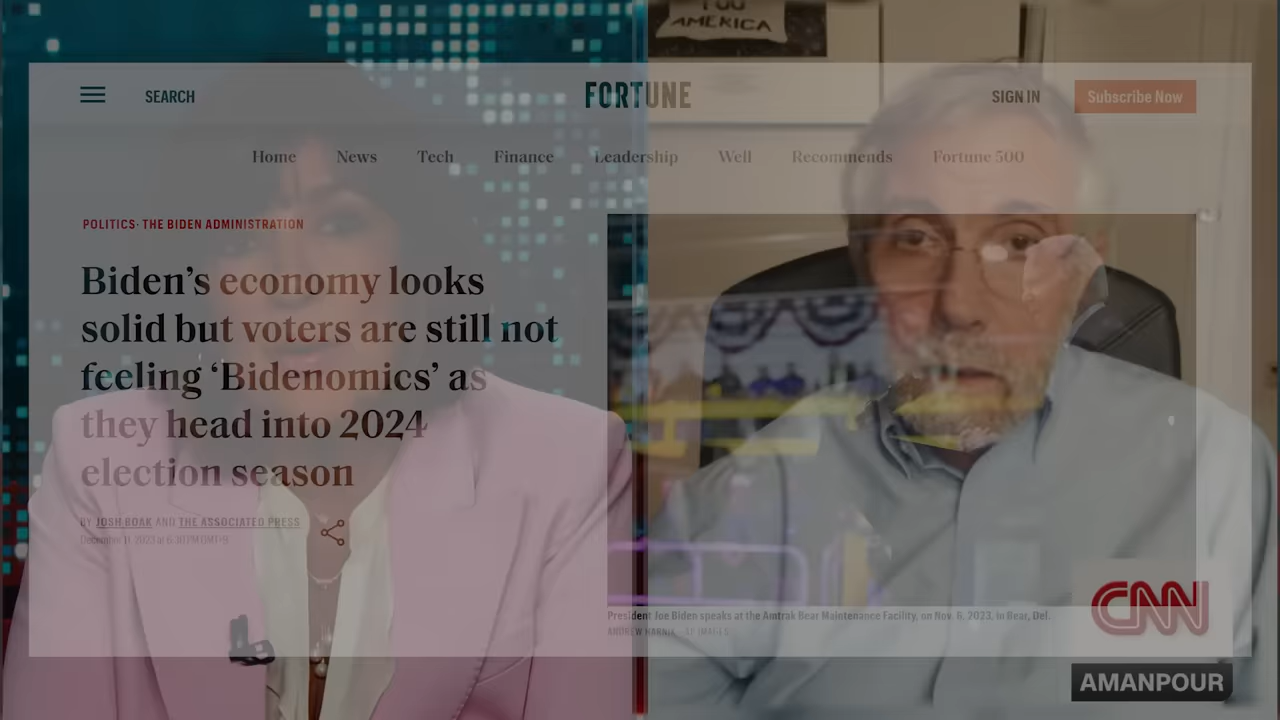 YOU
AMERICA
SEARCH
FORTUNE
SIGN IN
Subscribe Now
Home
News
Tech
Finance
Leadership
Well
Recommends
Fortune 500
POLITICS· THE BIDEN ADMINISTRATION
Biden’s economy looks
solid but voters are still not
feeling ‘Bidenomics’ as
they head into 2024
election season
BY JOSH BOAK AND THE ASSOCIATED PRESS
President Joe Biden speaks at the Amtrak Bear Maintenance Facility, on Nov. 6, 2023, in Bear, Del.
CNN
AMANPOUR